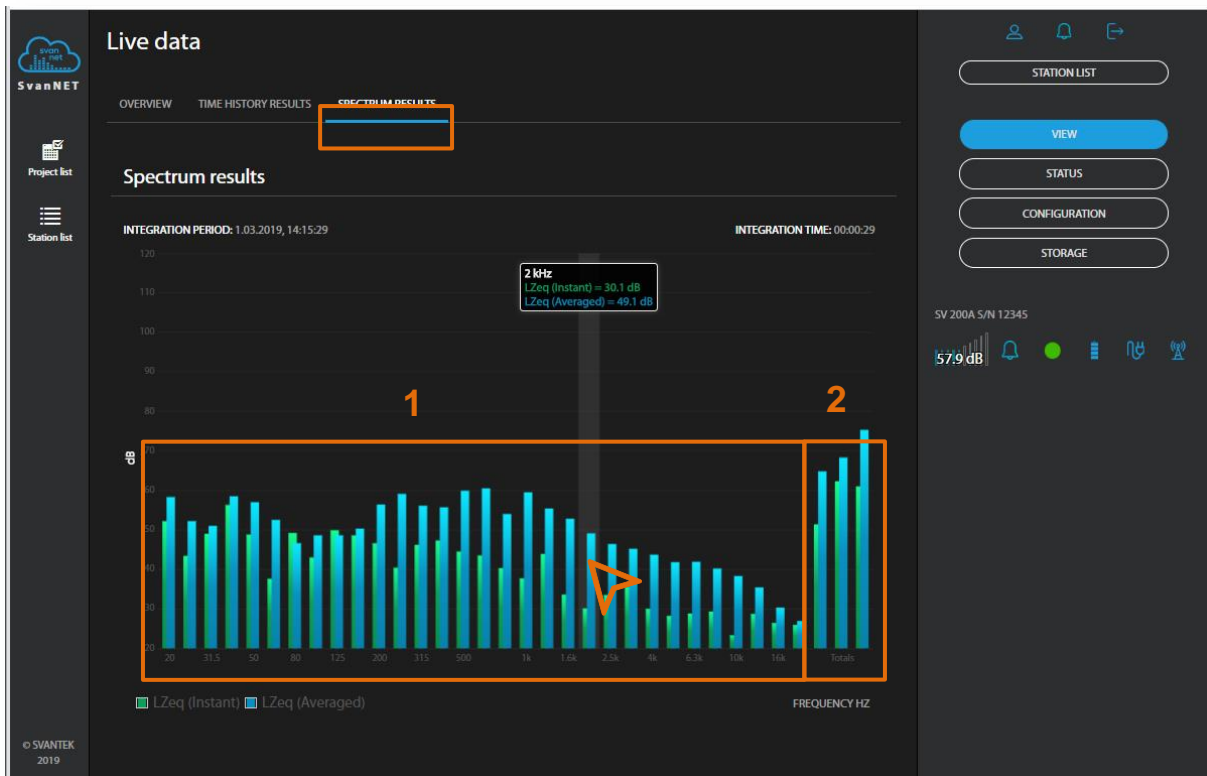 svan
net
SvanNET
Project list
Station list
© SVANTEK
2019
Live data
OVERVIEW TIME HISTORY RESULTS SPECTRUM RESULTS
Spectrum results
INTEGRATION PERIOD: 1.03.2019, 14:15:29 INTEGRATION TIME: 00:00:29
120
110
100
90
80
70
60
50
40
30
20
dB
2 kHz
LZeq (Instant) = 30.1 dB
LZeq (Averaged) = 49.1 dB
1
2
20 31.5 50 80 125 200 315 500 1k 1.6k 2.5k 4k 6.3k 10k 16k Totals
LZeq (Instant) LZeq (Averaged)
FREQUENCY HZ
STATION LIST
VIEW
STATUS
CONFIGURATION
STORAGE
SV 200A S/N 12345
57.9 dB